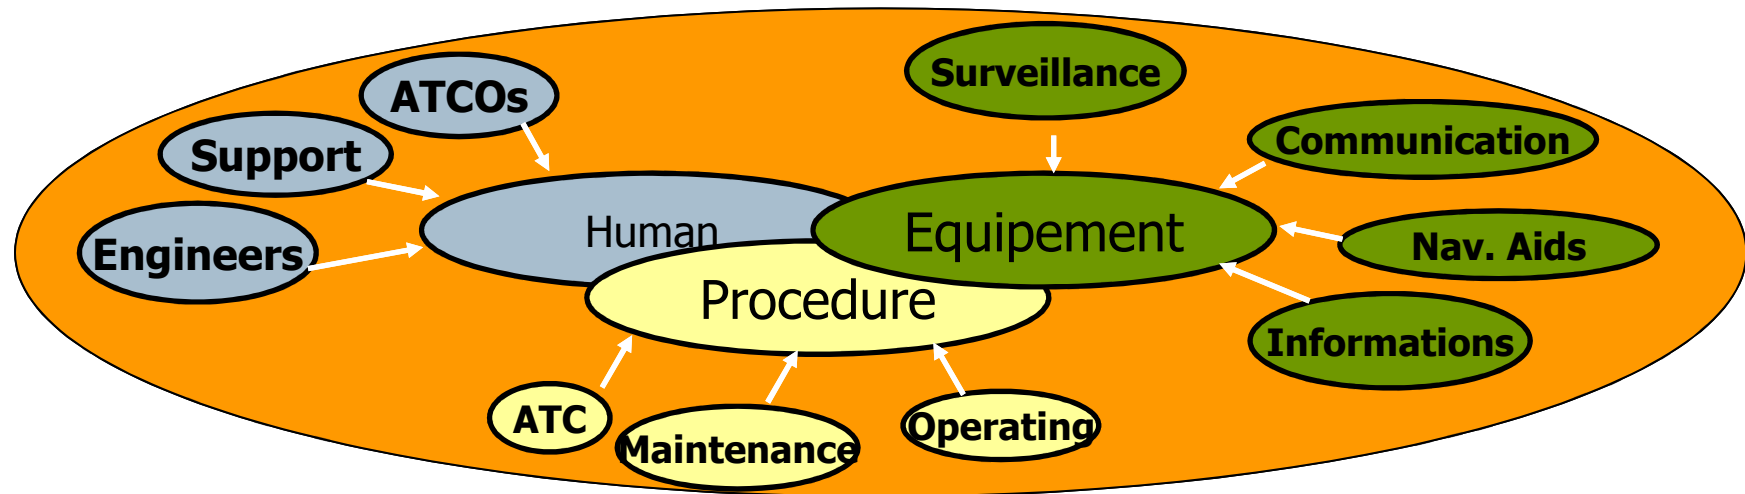 ATCOs
Surveillance
Support
Communication
Engineers
Human
Equipement
Nav. Aids
Procedure
Informations
ATC
Maintenance
Operating